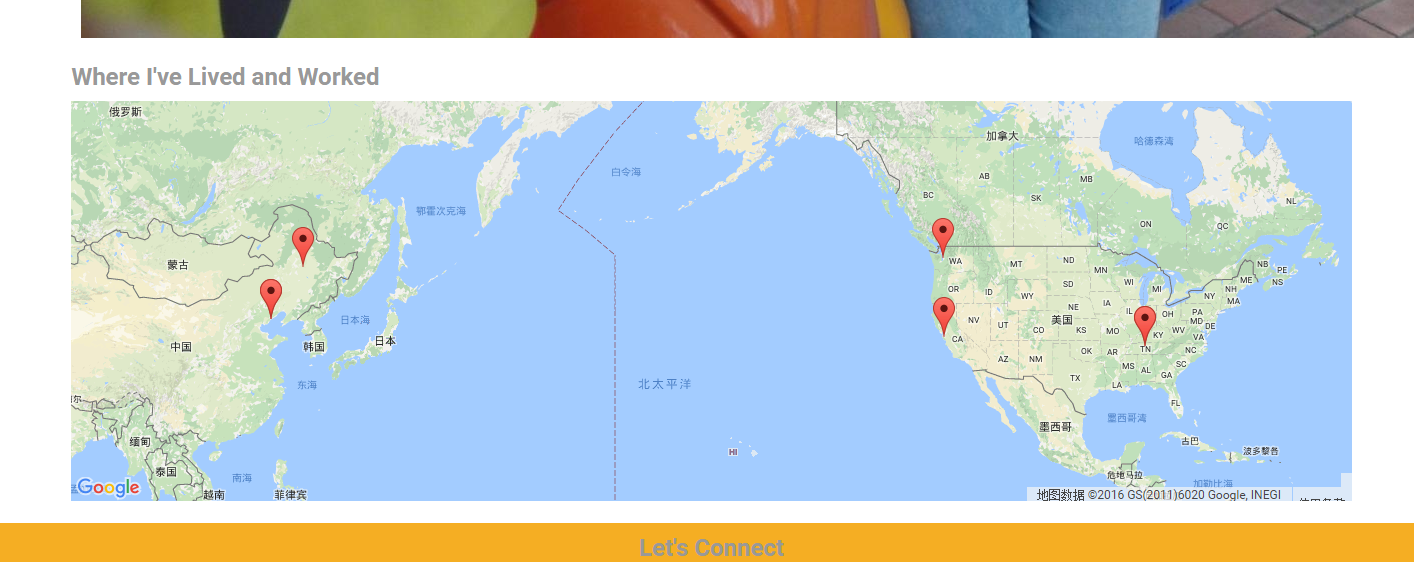 Where I've Lived and Worked
俄罗斯
加拿大
哈德森湾
白令海
AB
MB
BC
SK
NL
鄂霍次克海
ON
QC
蒙古
WA
MT
ND
MN
NB
PE
ME
NS
OR
ID
WY
SD
WI
MI
NH
NY
MA
NE
IA
IL
OH
PA
日本海
NV
UT
CO
美国
KS
MO
KY
WV
MD
DE
VA
中国
韩国
日本
CA
TN
NC
AZ
NM
OK
AR
MS
AL
SC
GA
东海
北太平洋
TX
LA
FL
尔
墨西哥
墨西哥湾
缅甸
古巴
HI
波多黎各
泰国
南海
危地马拉
加勒比海
Google
越南
菲律宾
地图数据 ©2016 GS(2011)6020 Google, INEGI
Let's Connect